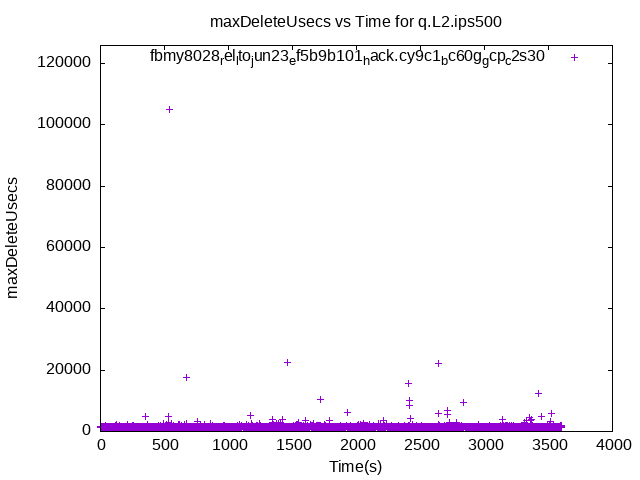 maxDeleteUsecs vs Time for q.L2.ips500
fbmy8028relltojun23ef5b9b101hack.cy9c1bc60ggcpc2s30
120000
100000
80000
60000
40000
20000
0
maxDeleteUsecs
0 500 1000 1500 2000 2500 3000 3500 4000
Time(s)